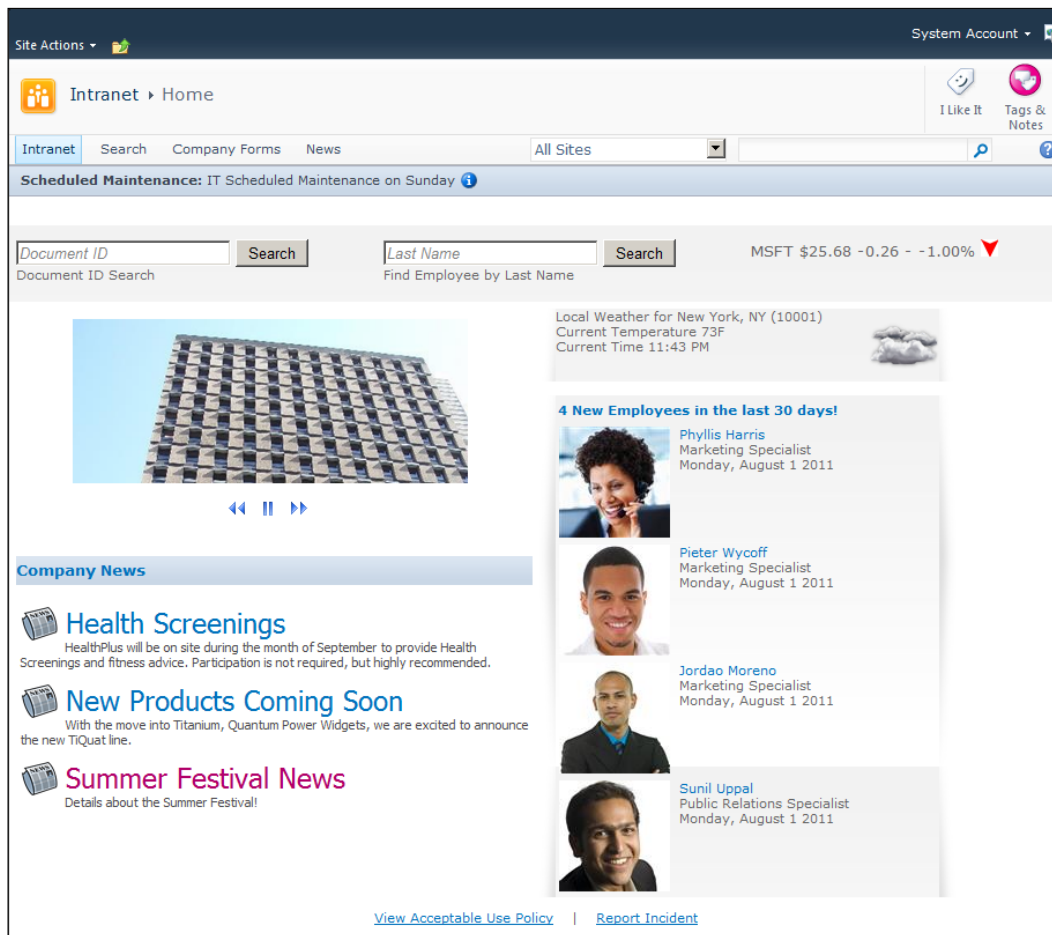 System Account
Site Actions
Intranet ▸ Home
I Like It
Tags &
Notes
Intranet Search Company Forms News
All Sites
Scheduled Maintenance: IT Scheduled Maintenance on Sunday
Document ID Search
Document ID Search
Last Name Search
Find Employee by Last Name
MSFT $25.68 -0.26 - -1.00%
Local Weather for New York, NY (10001)
Current Temperature 73F
Current Time 11:43 PM
4 New Employees in the last 30 days!
Phyllis Harris
Marketing Specialist
Monday, August 1 2011
Pieter Wycoff
Marketing Specialist
Monday, August 1 2011
Jordao Moreno
Marketing Specialist
Monday, August 1 2011
Sunil Uppal
Public Relations Specialist
Monday, August 1 2011
Company News
NEWS
Health Screenings
HealthPlus will be on site during the month of September to provide Health
Screenings and fitness advice. Participation is not required, but highly recommended.
NEWS
New Products Coming Soon
With the move into Titanium, Quantum Power Widgets, we are excited to announce
the new TiQuat line.
NEWS
Summer Festival News
Details about the Summer Festival!
View Acceptable Use Policy | Report Incident